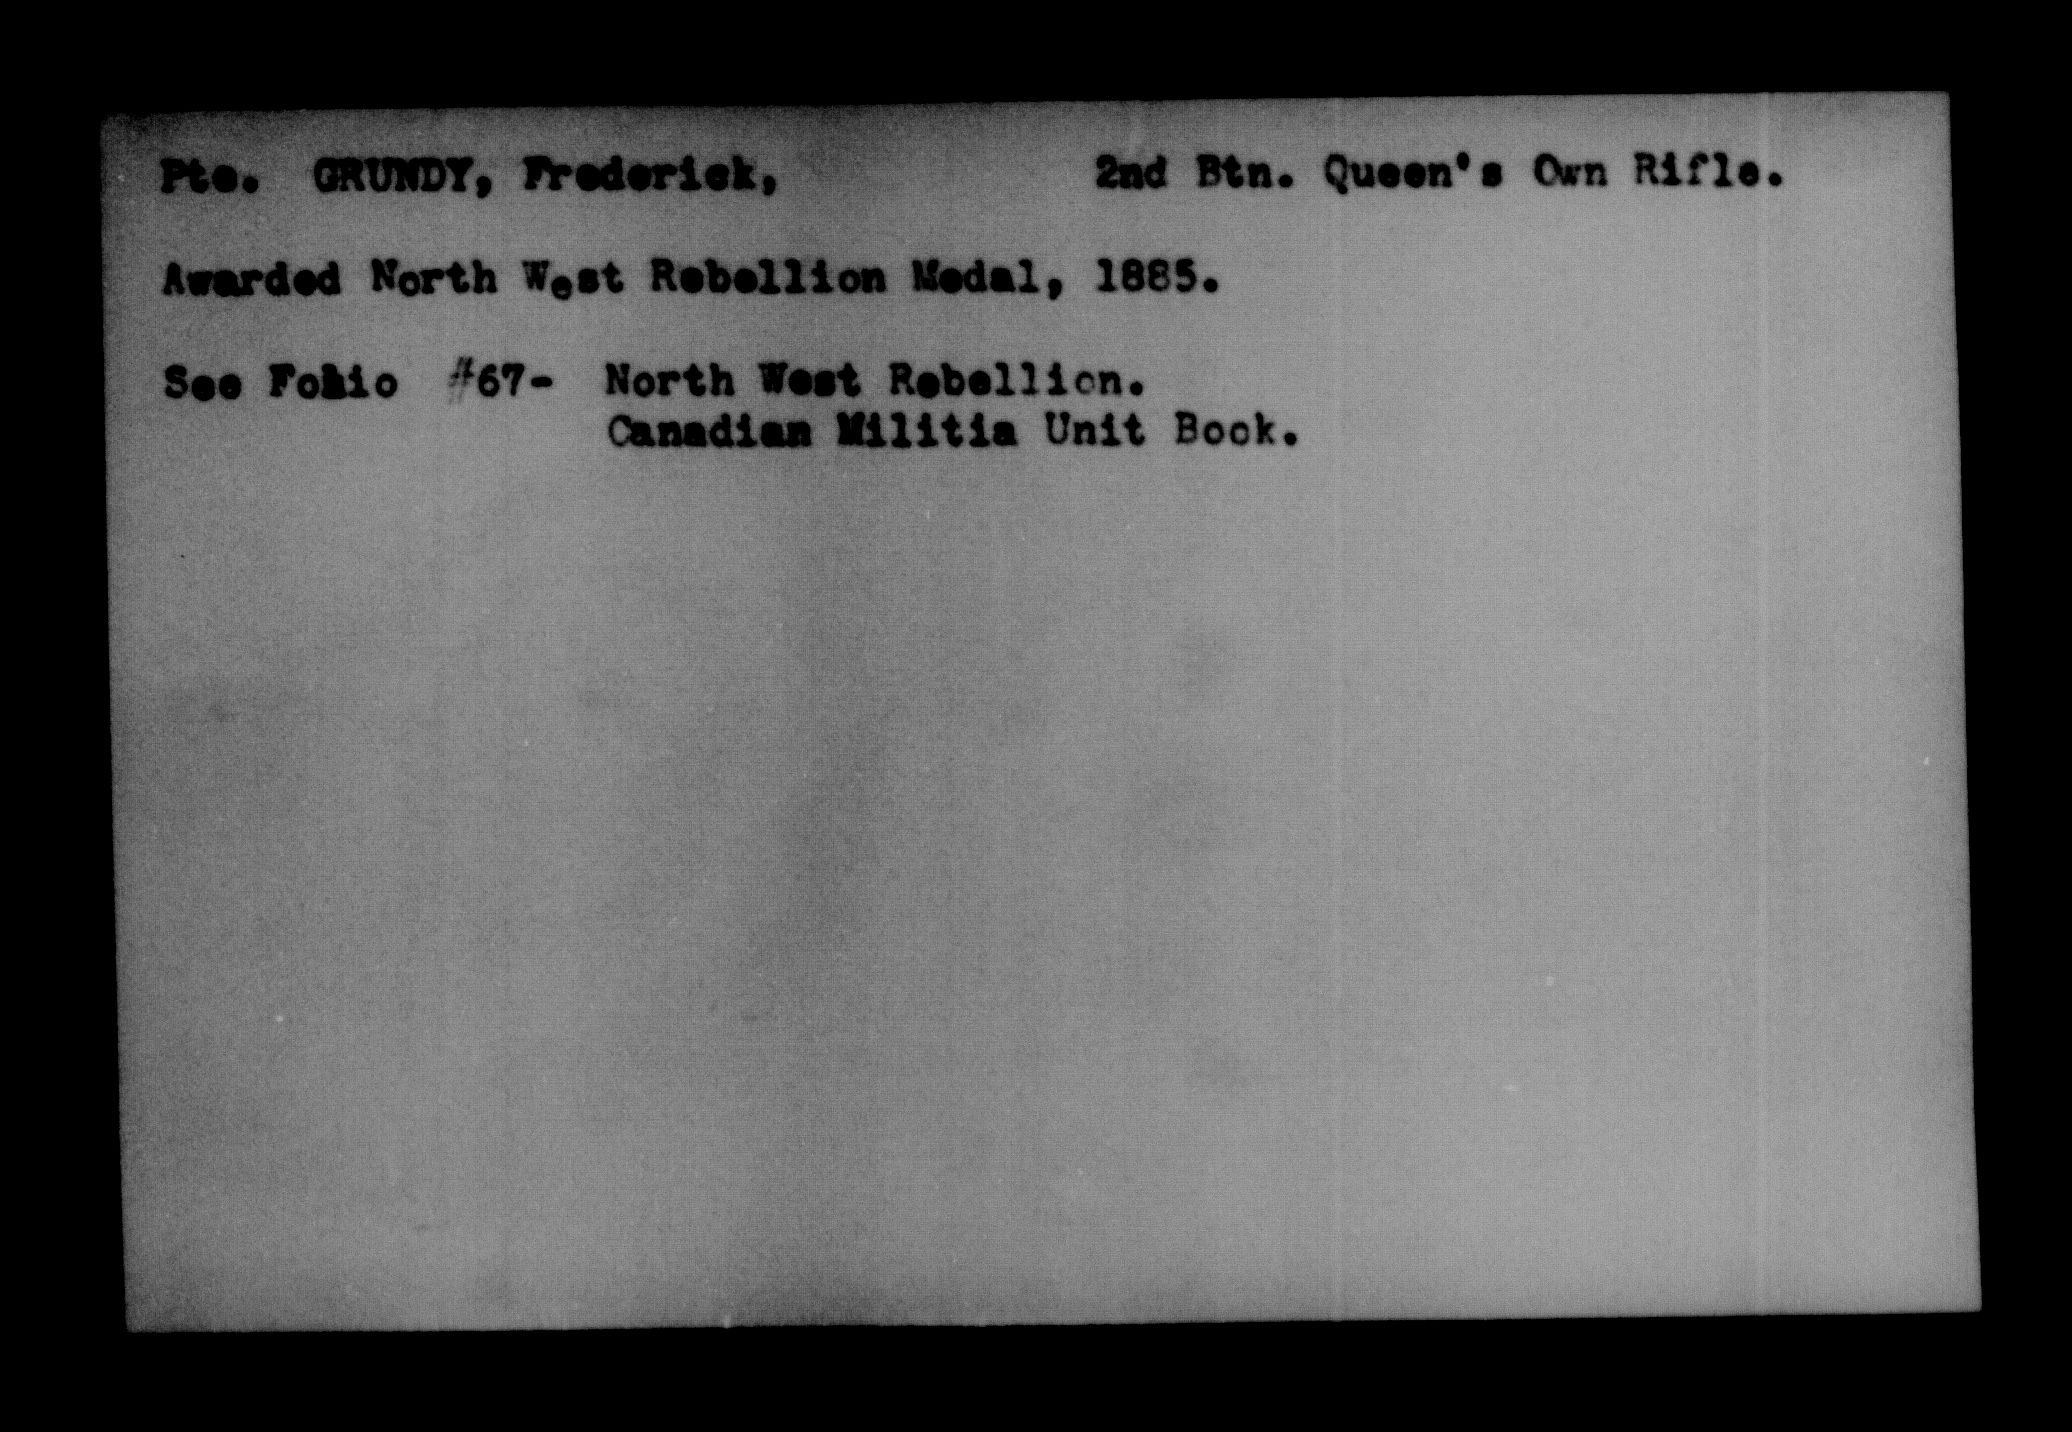 Pte. GRUNDY, Frederick, 2nd Btn. Queen's Own Rifle.
Awarded North West Rebellion Medal, 1885.
See Folio #67- North West Rebellion.
Canadian Militia Unit Book.